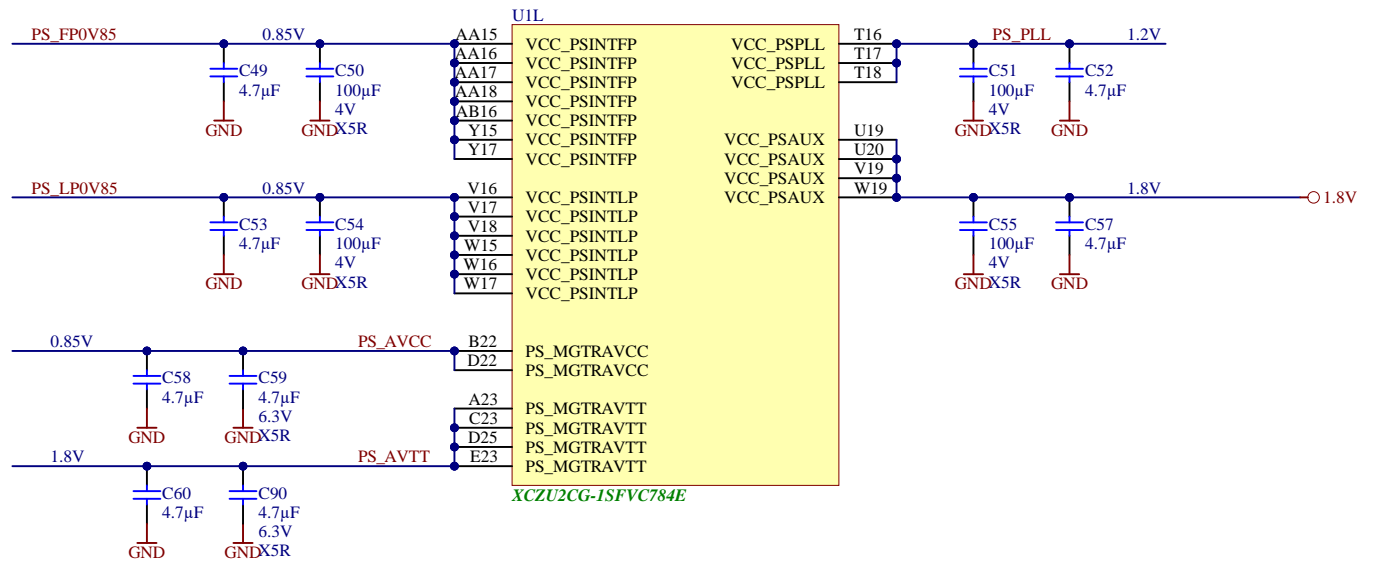 U1L
PS_FP0V85 0.85V AA15 VCC_PSINTFP VCC_PSPLL T16 PS_PLL 1.2V
AA16 VCC_PSINTFP VCC_PSPLL T17
C49 C50 C51 C52
AA17 VCC_PSINTFP VCC_PSPLL T18
4.7µF 100µF 100µF 4.7µF
AA18 VCC_PSINTFP
4V 4V
AB16 VCC_PSINTFP
GND GND X5R GND X5R GND
Y15 VCC_PSINTFP VCC_PSAUX U19
Y17 VCC_PSINTFP VCC_PSAUX U20
VCC_PSAUX V19
PS_LP0V85 0.85V V16 VCC_PSINTLP VCC_PSAUX W19 1.8V 1.8V
V17 VCC_PSINTLP
C53 C54 C55 C57
V18 VCC_PSINTLP
4.7µF 100µF 100µF 4.7µF
W15 VCC_PSINTLP
4V 4V
W16 VCC_PSINTLP
GND GND X5R GND X5R GND
W17 VCC_PSINTLP
0.85V PS_AVCC B22 PS_MGTRAVCC
D22 PS_MGTRAVCC
C58 C59
4.7µF 4.7µF
A23 PS_MGTRAVTT
6.3V
C23 PS_MGTRAVTT
GND GND X5R
D25 PS_MGTRAVTT
1.8V PS_AVTT E23 PS_MGTRAVTT
C60 C90
XCZU2CG-1SFVC784E
4.7µF 4.7µF
6.3V
GND GND X5R